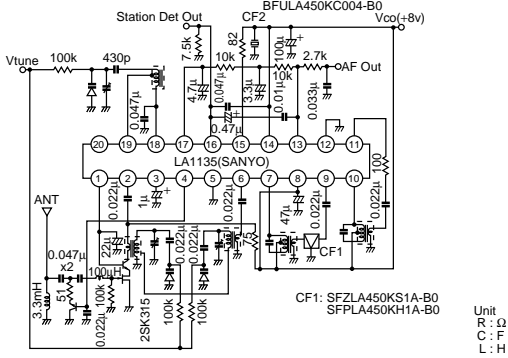 Station Det Out
CF2
BFULA450KC004-B0
VCO(+8v)
Vtune
100k
430p
7.5k
82
100μ
+
2.7k
10k
10k
AF Out
0.047μ
4.7μ
0.047μ
0.47μ
+
3.3μ
0.01μ
0.033μ
20 19 18 17 16 15 14 13 12 11
LA1135(SANYO)
1 2 3 4 5 6 7 8 9 10
100
ANT
0.022μ
1μ
+
0.022μ
0.022μ
47μ
+
0.022μ
0.022μ
22μ
0.022μ
0.022μ
75
CF1
0.047μ
x2
100μH
3.3mH
51
0.022μ
100k
2SK315
100k
100k
CF1: SFZLA450KS1A-B0
SFPLA450KH1A-B0
Unit
R : Ω
C : F
L : H